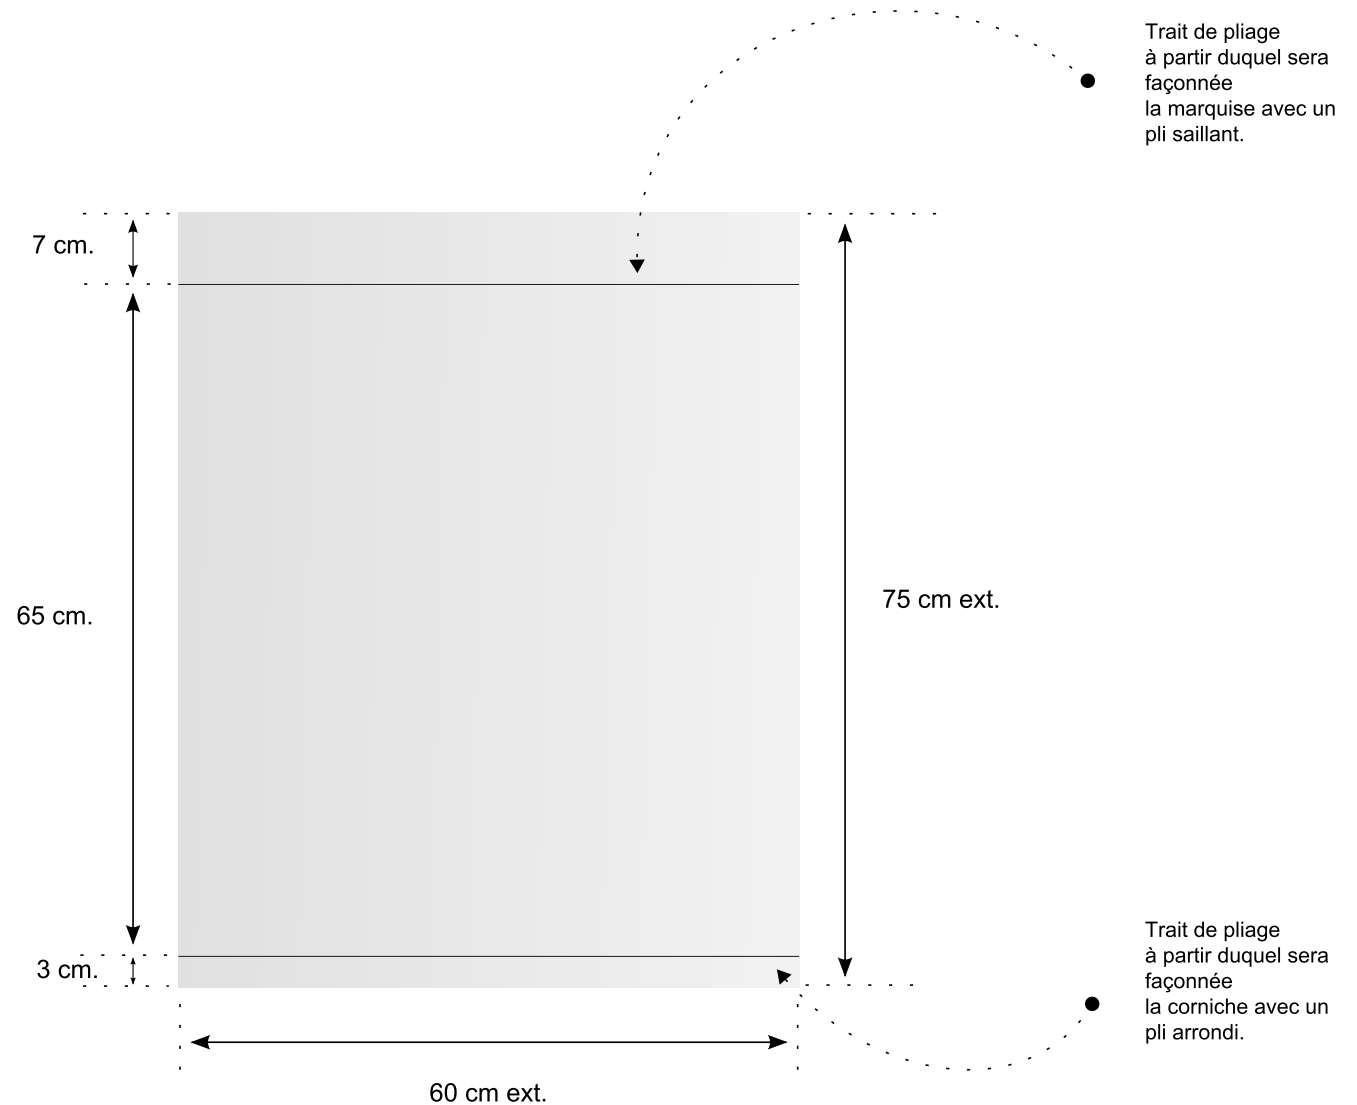 Trait de pliage
à partir duquel sera
façonnée
la marquise avec un
pli saillant.
7 cm.
65 cm.
75 cm ext.
3 cm.
Trait de pliage
à partir duquel sera
façonnée
la corniche avec un
pli arrondi.
60 cm ext.